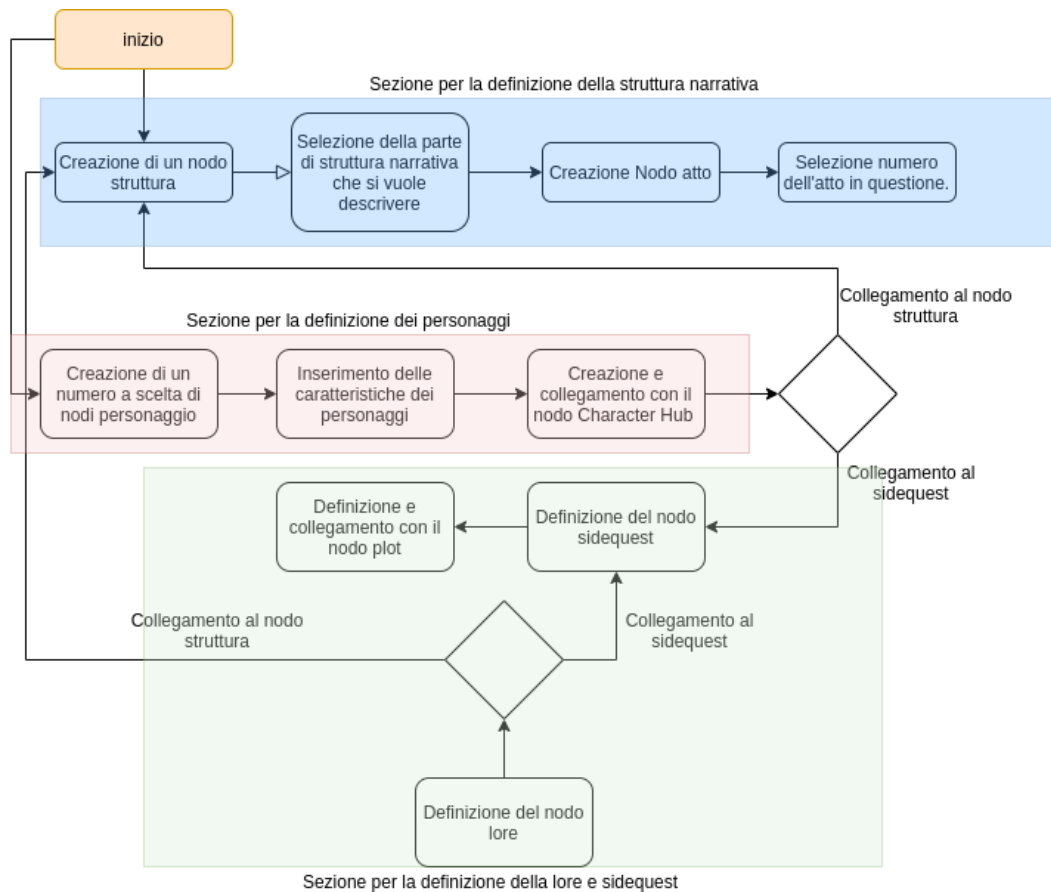 inizio
Sezione per la definizione della struttura narrativa
Creazione di un nodo
struttura
Selezione della parte
di struttura narrativa
che si vuole
descrivere
Creazione Nodo atto
Selezione numero
dell'atto in questione.
Collegamento al nodo
struttura
Sezione per la definizione dei personaggi
Creazione di un
numero a scelta di
nodi personaggio
Inserimento delle
caratteristiche dei
personaggi
Creazione e
collegamento con il
nodo Character Hub
Collegamento al
sidequest
Definizione e
collegamento con il
nodo plot
Definizione del nodo
sidequest
Collegamento al nodo
struttura
Collegamento al
sidequest
Definizione del nodo
lore
Sezione per la definizione della lore e sidequest